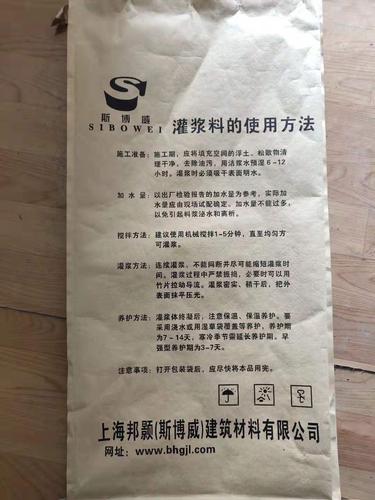 斯博威
SIBOWEI
灌浆料的使用方法
施工准备：施工期，应将填充空间的浮土、松散物清
理干净，去除油污，用洁浆水预湿6-12
小时。灌浆时必须吸干表面明水。
加水量：以出厂检验报告的加水量为参考，实际加
水量应由现场试配确定。加水量不能过多，
以免引起料浆泌水和离析。
搅拌方法：建议使用机械搅拌1-5分钟，直至均匀方
可灌浆。
灌浆方法：连续灌浆，不能间断并尽可能缩短灌浆时
间。灌浆过程中严禁振捣，必要时可以用
竹片拉动导流。灌浆密实、稍干后，把外
表面抹平压光。
养护方法：灌浆体终凝后，注意保温、保湿养护。要
采用浇水或用湿草袋覆盖等养护，养护期
为7-14天，寒冷季节需延长养护期。早
强型养护期为3-7天。
注意事项：打开包装袋后，应尽快将本品用完。
上海邦颢(斯博威)建筑材料有限公司
网址：www.bhgjl.com